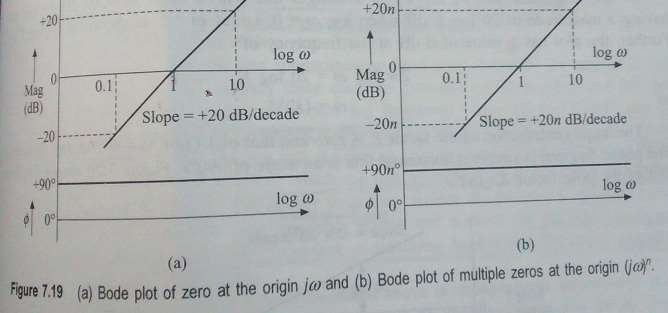 +20
log ω
0
0.1
1
1.0
Mag
(dB)
Slope = +20 dB/decade
–20
+90°
log ω
ϕ
0°
(a)
+20n
log ω
Mag
(dB)
0
0.1
1
10
–20n
Slope = +20n dB/decade
+90n°
log ω
ϕ
0°
(b)
Figure 7.19 (a) Bode plot of zero at the origin jω and (b) Bode plot of multiple zeros at the origin (jω)ⁿ.